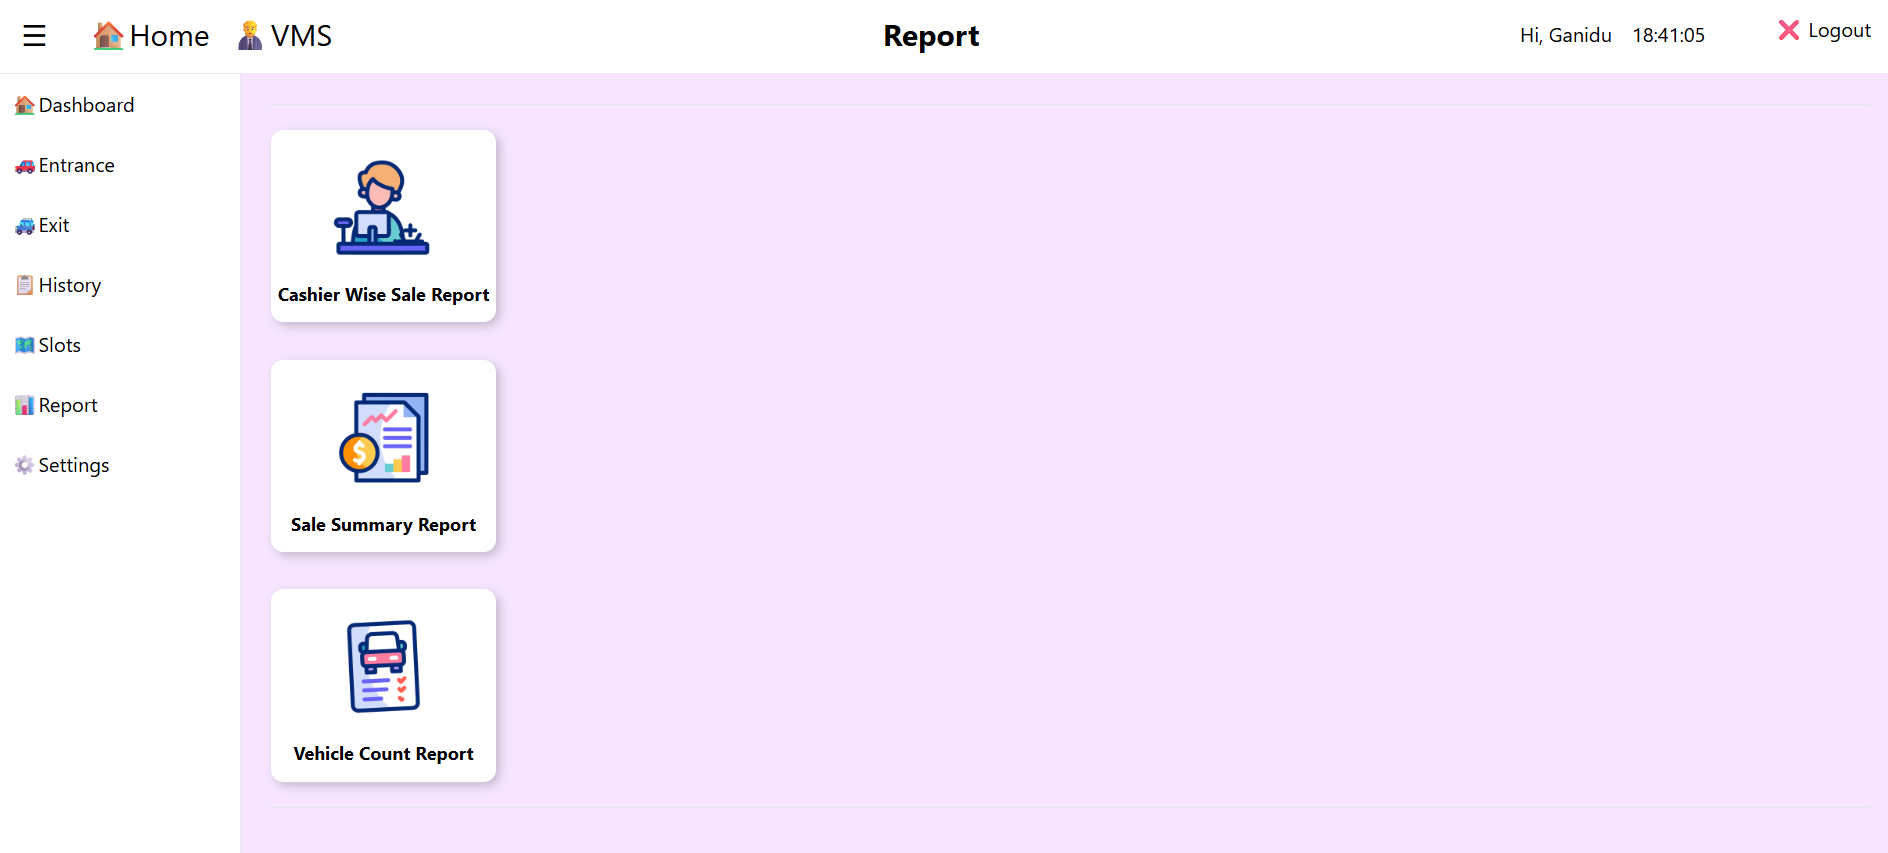 ☰ Home VMS Report Hi, Ganidu 18:41:05 Logout
Dashboard
Entrance
Exit
History
Slots
Report
Settings
Cashier Wise Sale Report
Sale Summary Report
Vehicle Count Report